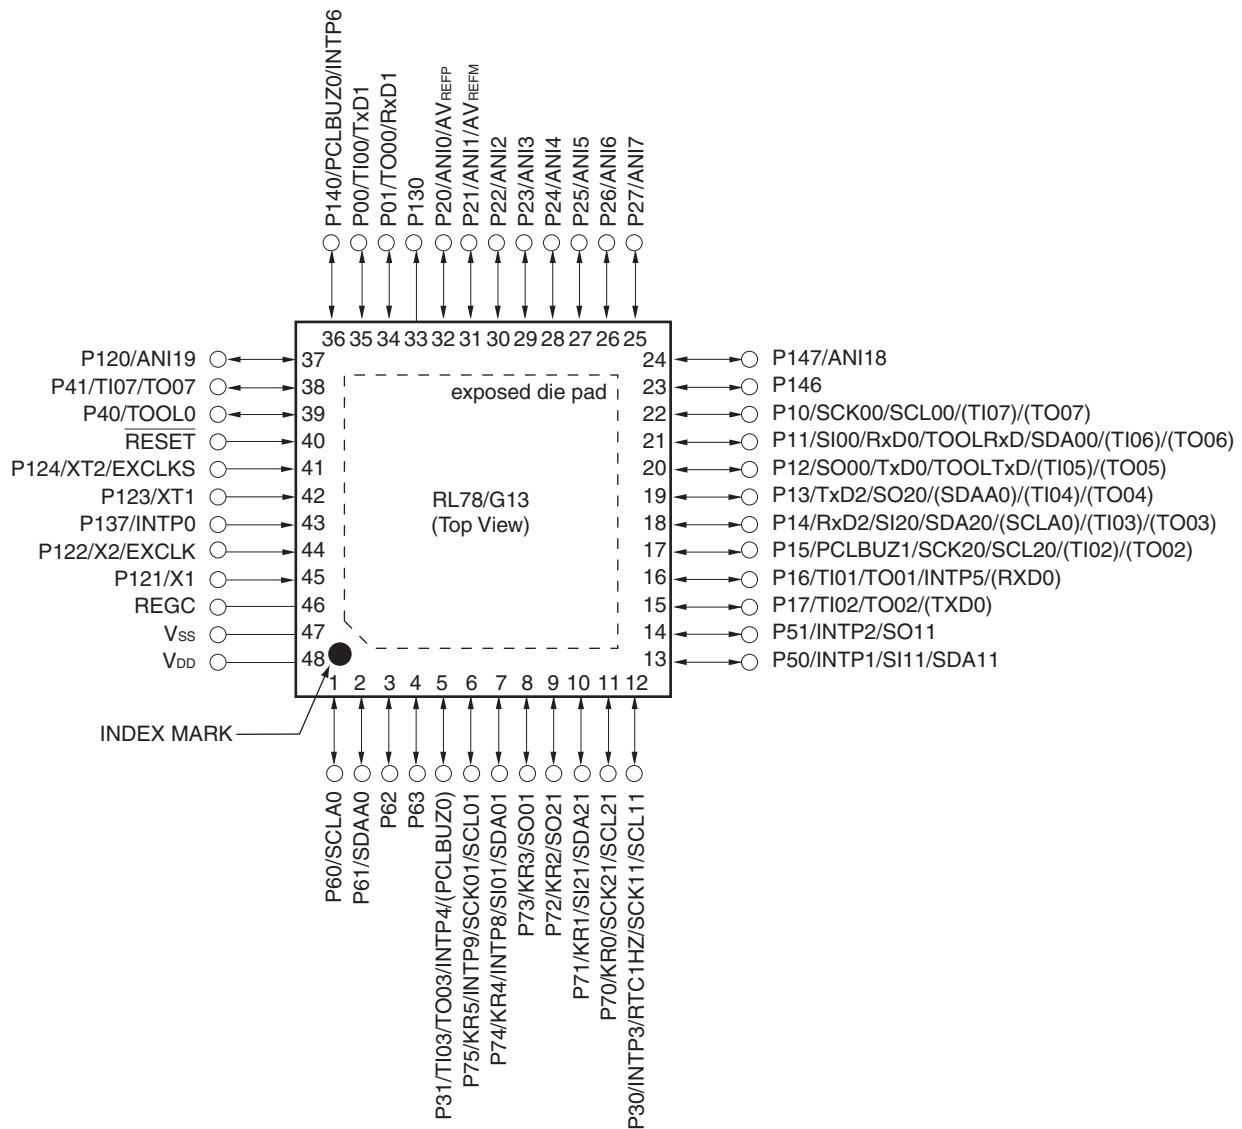 P140/PCLBUZ0/INTP6
P00/TI00/TxD1
P01/TO00/RxD1
P130
P20/ANI0/AVREFP
P21/ANI1/AVREFM
P22/ANI2
P23/ANI3
P24/ANI4
P25/ANI5
P26/ANI6
P27/ANI7
36 35 34 33 32 31 30 29 28 27 26 25
P120/ANI19 37
P41/TI07/TO07 38
P40/TOOL0 39
RESET 40
P124/XT2/EXCLKS 41
P123/XT1 42
P137/INTP0 43
P122/X2/EXCLK 44
P121/X1 45
REGC 46
VSS 47
VDD 48
INDEX MARK
exposed die pad
RL78/G13
(Top View)
24 P147/ANI18
23 P146
22 P10/SCK00/SCL00/(TI07)/(TO07)
21 P11/SI00/RxD0/TOOLRxD/SDA00/(TI06)/(TO06)
20 P12/SO00/TxD0/TOOLTxD/(TI05)/(TO05)
19 P13/TxD2/SO20/(SDAA0)/(TI04)/(TO04)
18 P14/RxD2/SI20/SDA20/(SCLA0)/(TI03)/(TO03)
17 P15/PCLBUZ1/SCK20/SCL20/(TI02)/(TO02)
16 P16/TI01/TO01/INTP5/(RXD0)
15 P17/TI02/TO02/(TXD0)
14 P51/INTP2/SO11
13 P50/INTP1/SI11/SDA11
1 2 3 4 5 6 7 8 9 10 11 12
P60/SCLA0
P61/SDAA0
P62
P63
P31/TI03/TO03/INTP4/(PCLBUZ0)
P75/KR5/INTP9/SCK01/SCL01
P74/KR4/INTP8/SI01/SDA01
P73/KR3/SO01
P72/KR2/SO21
P71/KR1/SI21/SDA21
P70/KR0/SCK21/SCL21
P30/INTP3/RTC1HZ/SCK11/SCL11